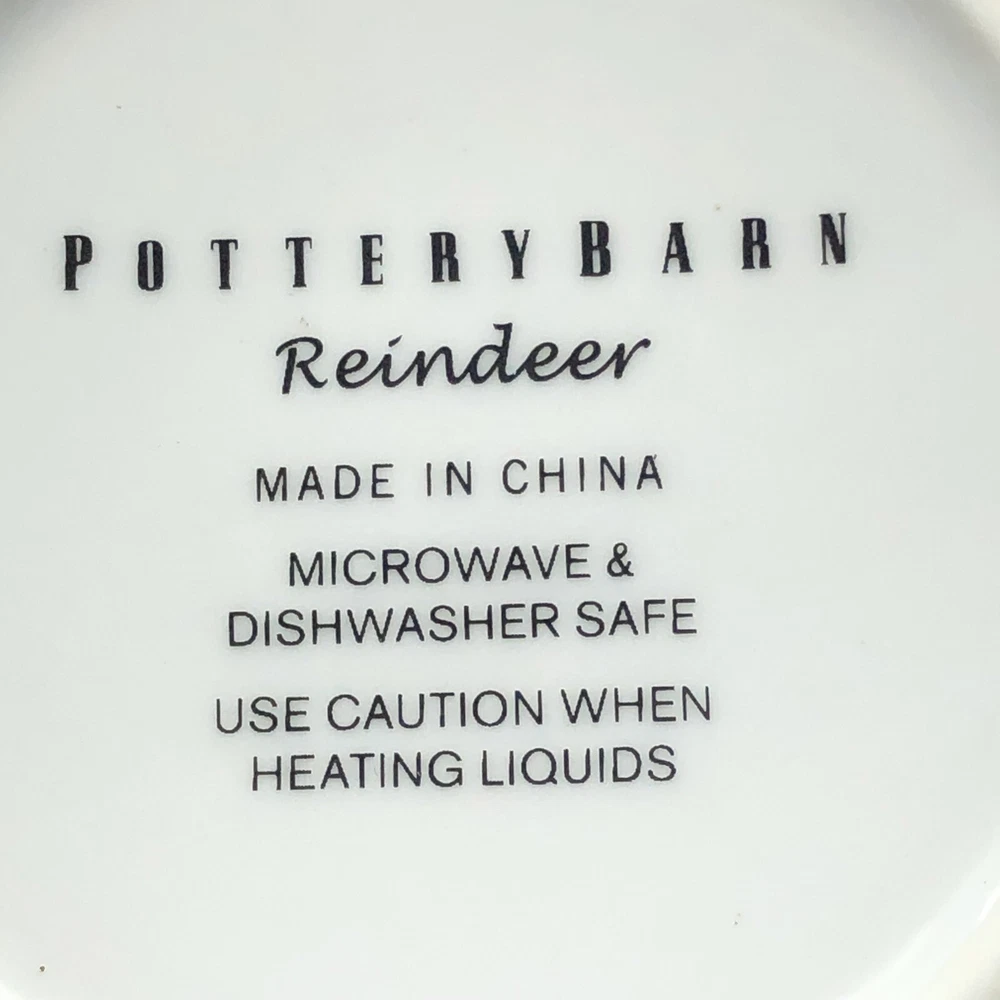 POTTERYBARN
Reindeer
MADE IN CHINA
MICROWAVE &
DISHWASHER SAFE
USE CAUTION WHEN
HEATING LIQUIDS